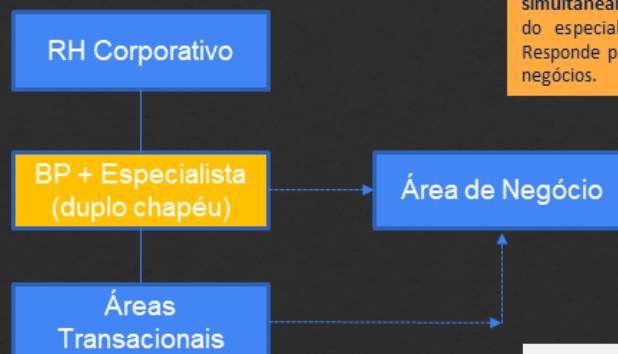 simultanea
do especial
Responde p
negócios.
RH Corporativo
BP + Especialista
(duplo chapéu)
Área de Negócio
Áreas
Transacionais